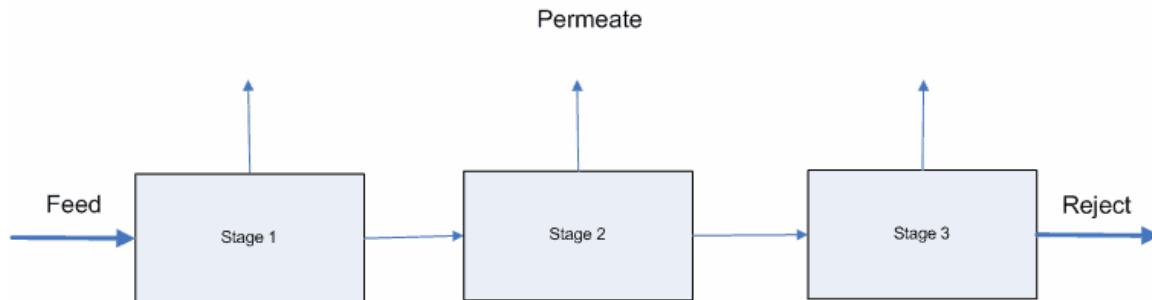 Permeate
Feed
Stage 1
Stage 2
Stage 3
Reject